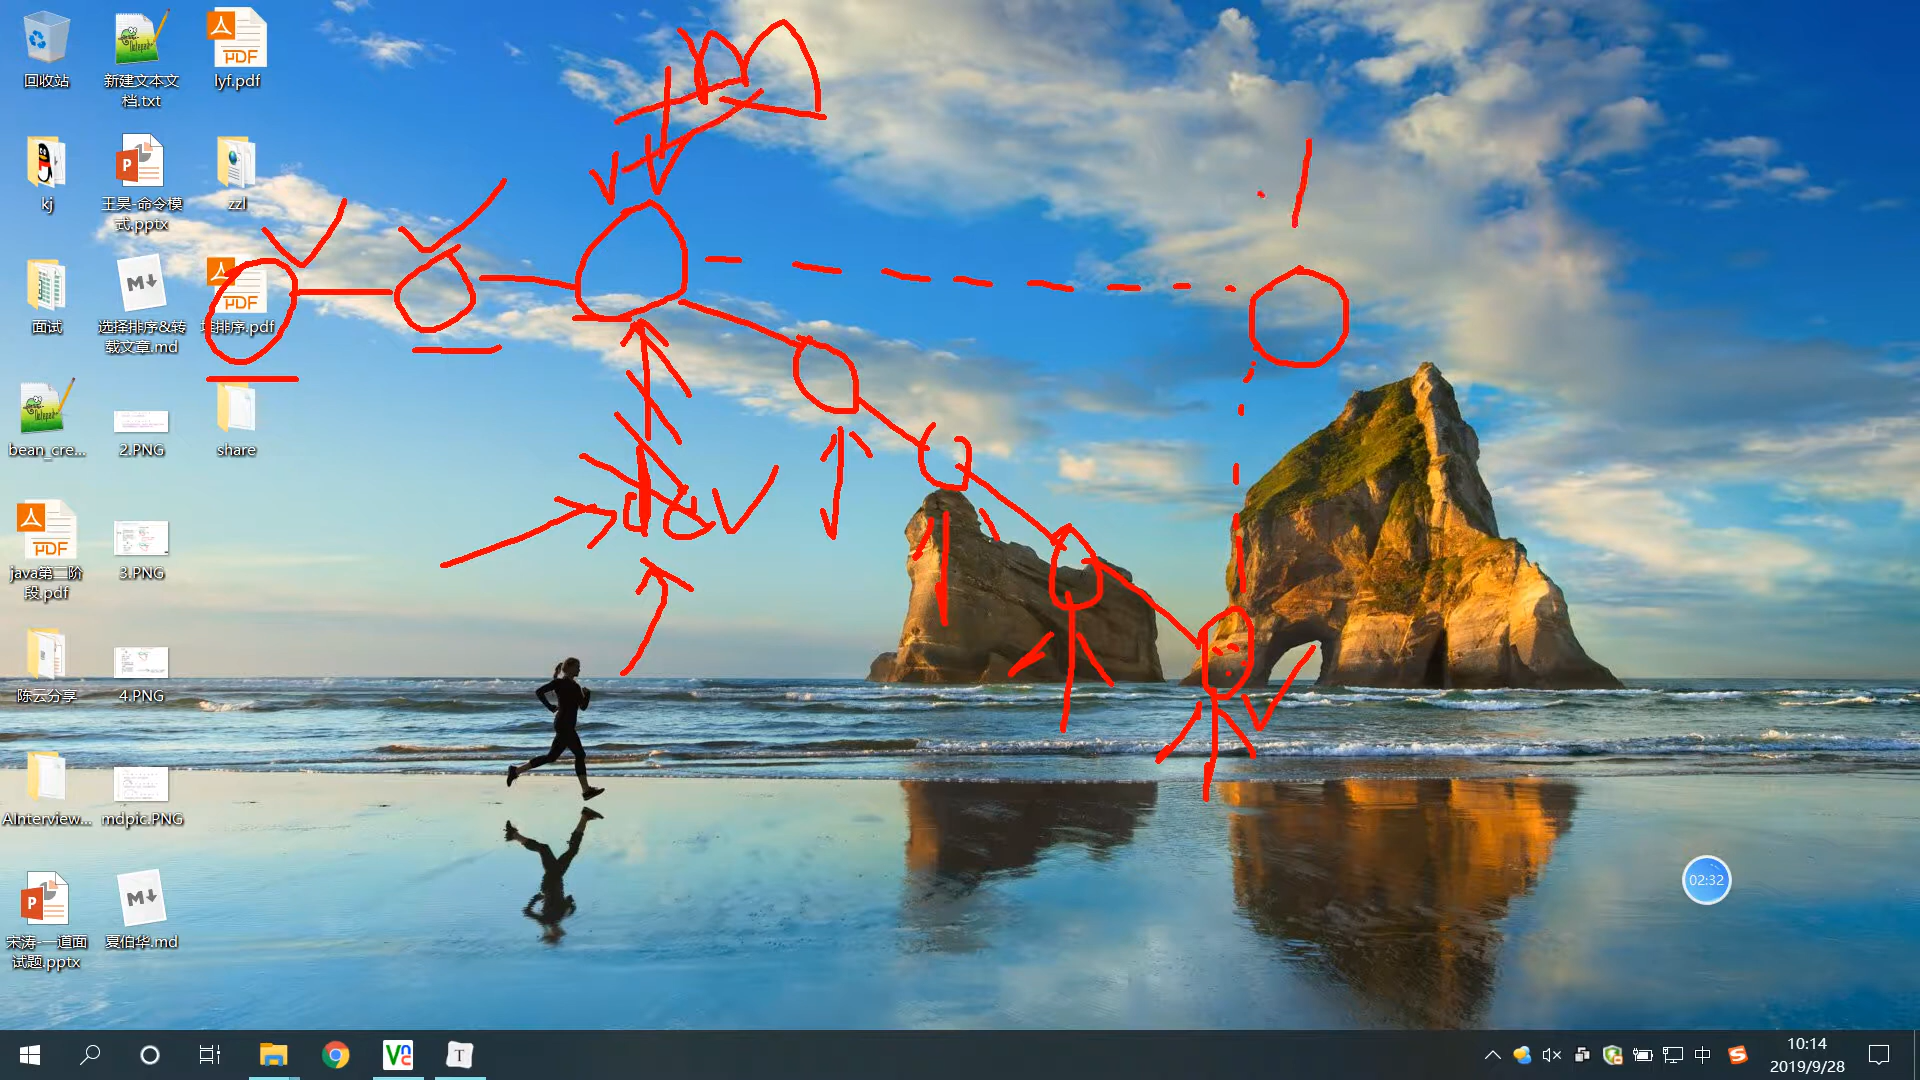 回收站
新建文本文
档.txt
lyf.pdf
kj
王昊-命令模
式.pptx
zzl
面试
选择排序&转
载文章.md
排序.pdf
bean_cre...
2.PNG
share
java第二阶
段.pdf
3.PNG
陈云分享
4.PNG
AInterview...
mdpic.PNG
宋涛-一道面
试题.pptx
夏伯华.md
02:32
中
10:14
2019/9/28